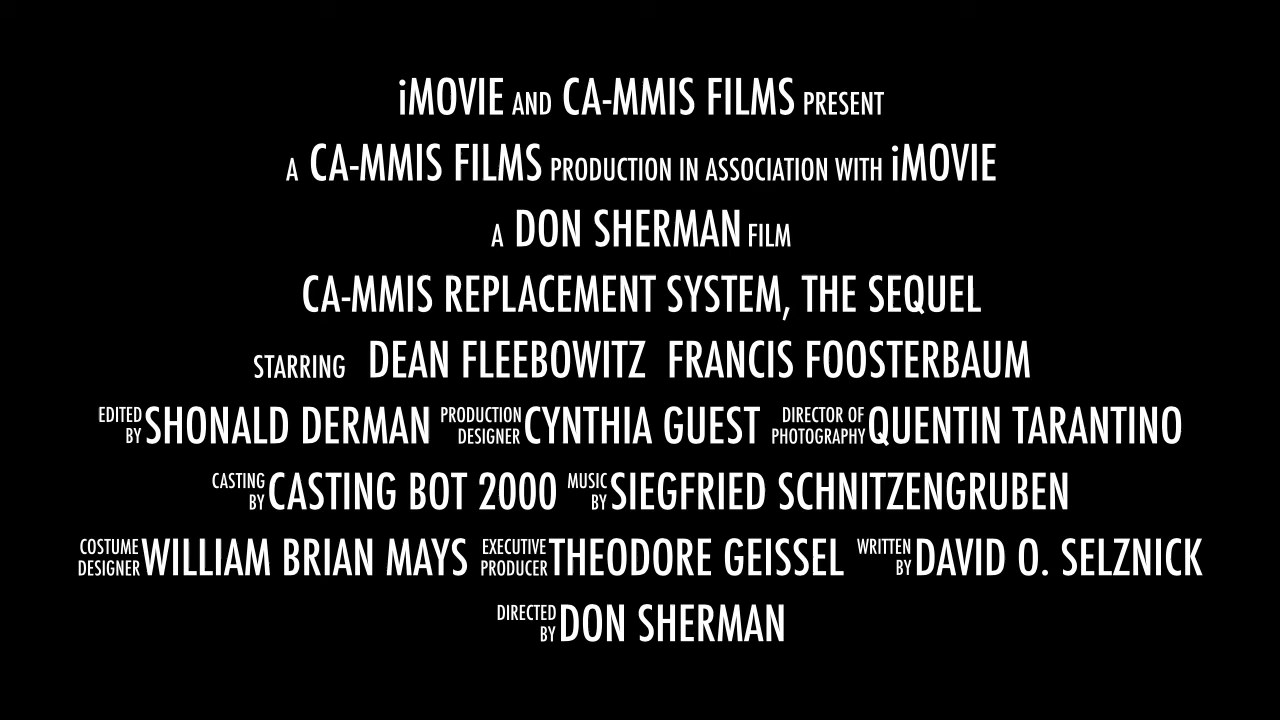 iMOVIE AND CA-MMIS FILMS PRESENT
A CA-MMIS FILMS PRODUCTION IN ASSOCIATION WITH iMOVIE
A DON SHERMAN FILM
CA-MMIS REPLACEMENT SYSTEM, THE SEQUEL
STARRING DEAN FLEEBOWITZ FRANCIS FOOSTERBAUM
EDITED BY SHONALD DERMAN PRODUCTION DESIGNER CYNTHIA GUEST DIRECTOR OF PHOTOGRAPHY QUENTIN TARANTINO
CASTING BY CASTING BOT 2000 MUSIC BY SIEGFRIED SCHNITZENGRUBEN
COSTUME DESIGNER WILLIAM BRIAN MAYS EXECUTIVE PRODUCER THEODORE GEISSEL WRITTEN BY DAVID O. SELZNICK
DIRECTED BY DON SHERMAN